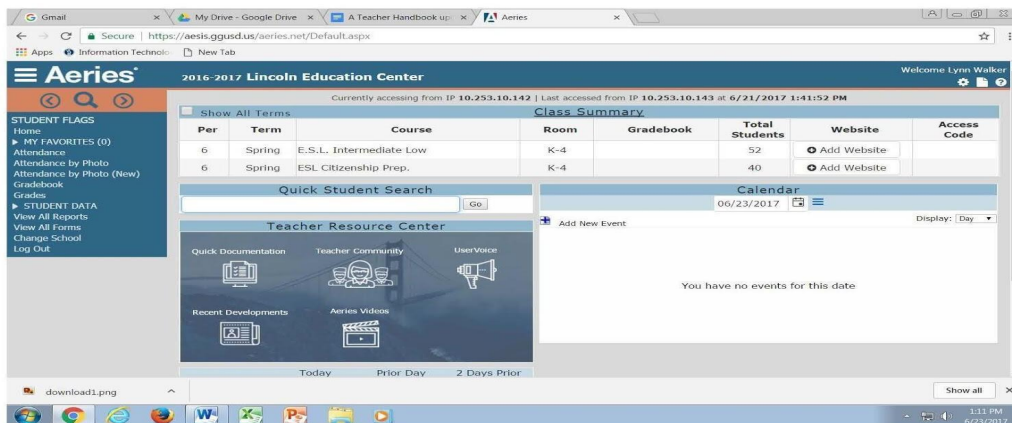 Gmail
My Drive - Google Drive
A Teacher Handbook up
Aeries
Secure | https://aesis.ggusd.us/aeries.net/Default.aspx
Apps Information Technolo New Tab
Aeries
2016-2017 Lincoln Education Center
Welcome Lynn Walker
Currently accessing from IP 10.253.10.142 | Last accessed from IP 10.253.10.143 at 6/21/2017 1:41:52 PM
STUDENT FLAGS
Home
MY FAVORITES (0)
Attendance
Attendance by Photo
Attendance by Photo (New)
Gradebook
Grades
STUDENT DATA
View All Reports
View All Forms
Change School
Log Out
Show All Terms Class Summary
Per Term Course Room Gradebook Total Students Website Access Code
6 Spring E.S.L. Intermediate Low K-4 52 Add Website
6 Spring ESL Citizenship Prep. K-4 40 Add Website
Quick Student Search
Go
Teacher Resource Center
Quick Documentation Teacher Community UserVoice
Recent Developments Aeries Videos
Today Prior Day 2 Days Prior
Calendar
06/23/2017
Add New Event Display: Day
You have no events for this date
download1.png Show all
1:11 PM
6/23/2017